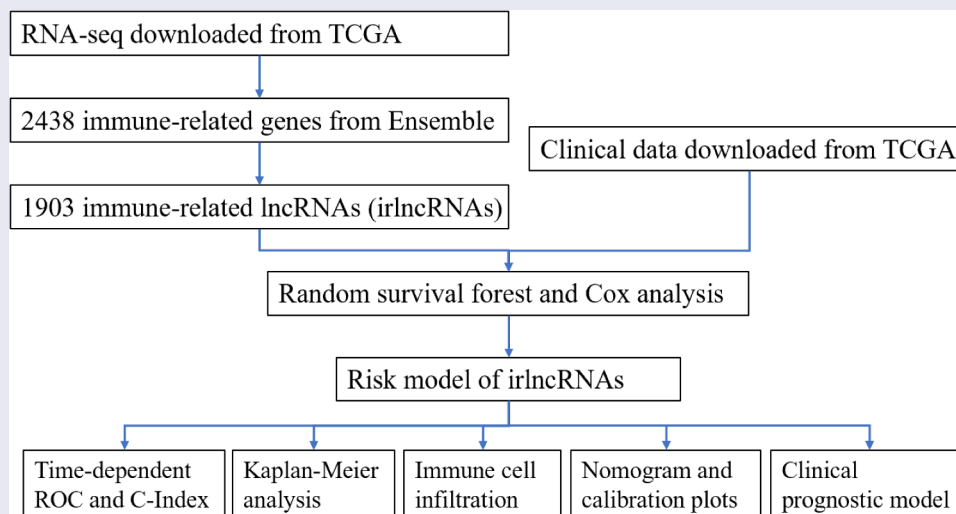 RNA-seq downloaded from TCGA
2438 immune-related genes from Ensemble
Clinical data downloaded from TCGA
1903 immune-related lncRNAs (irlncRNAs)
Random survival forest and Cox analysis
Risk model of irlncRNAs
Time-dependent
ROC and C-Index
Kaplan-Meier
analysis
Immune cell
infiltration
Nomogram and
calibration plots
Clinical
prognostic model